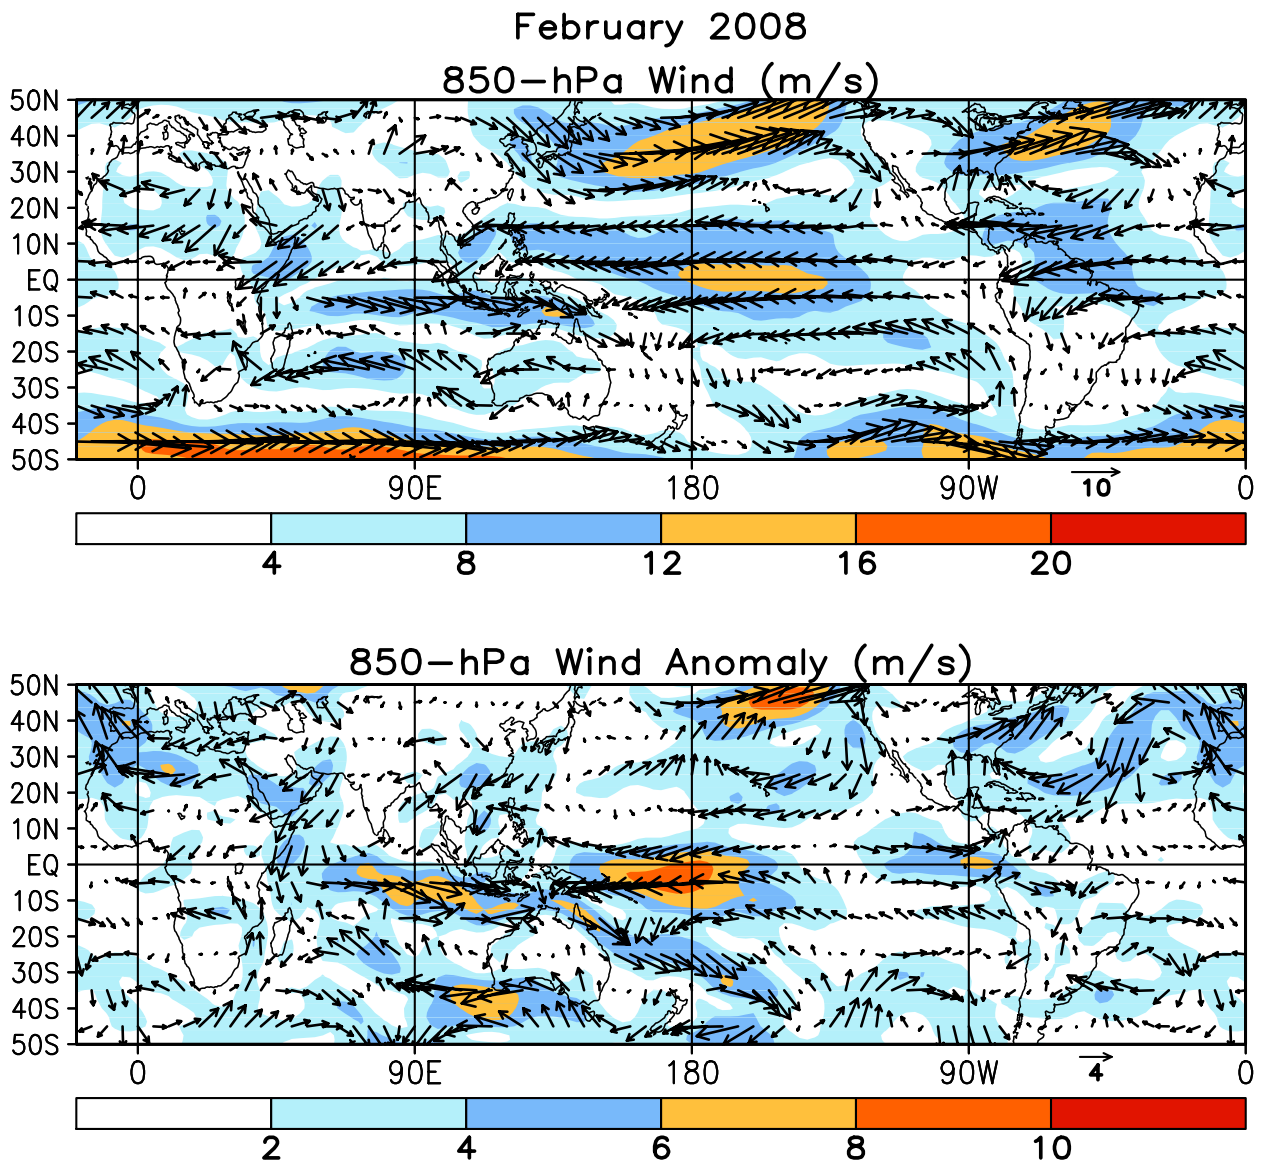 February 2008
850-hPa Wind (m/s)
50N
40N
30N
20N
10N
EQ
10S
20S
30S
40S
50S
0 90E 180 90W 0
10
4 8 12 16 20
850-hPa Wind Anomaly (m/s)
50N
40N
30N
20N
10N
EQ
10S
20S
30S
40S
50S
0 90E 180 90W 0
4
2 4 6 8 10